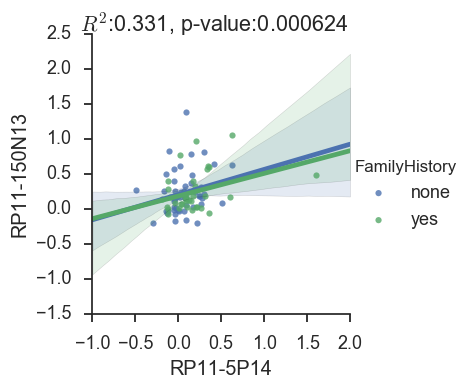 R²:0.331, p-value:0.000624
2.5
2.0
1.5
1.0
0.5
0.0
−0.5
−1.0
−1.5
RP11-150N13
−1.0 −0.5 0.0 0.5 1.0 1.5 2.0
RP11-5P14
FamilyHistory
none
yes